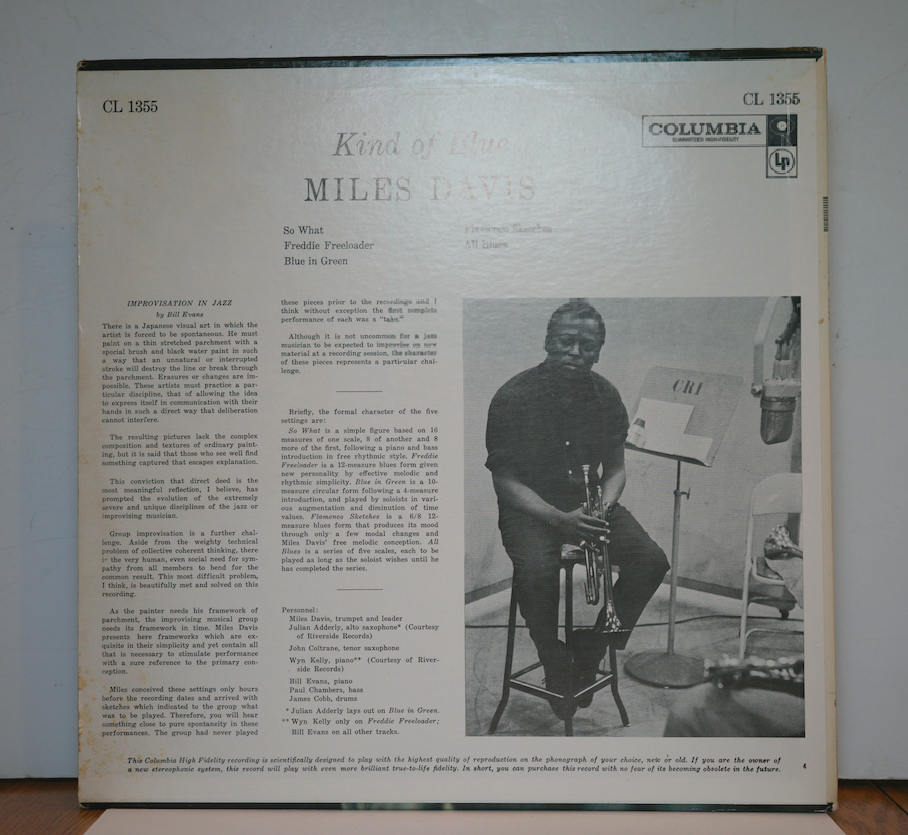 CL 1355
CL 1355
COLUMBIA
GUARANTEED HIGH-FIDELITY
Lp
Kind of Blue
MILES DAVIS
So What
Freddie Freeloader
Blue in Green
Flamenco Sketches
All Blues
IMPROVISATION IN JAZZ
by Bill Evans
There is a Japanese visual art in which the
artist is forced to be spontaneous. He must
paint on a thin stretched parchment with a
special brush and black water paint in such
a way that an unnatural or interrupted
stroke will destroy the line or break through
the parchment. Erasures or changes are im-
possible. These artists must practice a par-
ticular discipline, that of allowing the idea
to express itself in communication with their
hands in such a direct way that deliberation
cannot interfere.
The resulting pictures lack the complex
composition and textures of ordinary paint-
ing, but it is said that those who see well find
something captured that escapes explanation.
This conviction that direct deed is the
most meaningful reflection, I believe, has
prompted the evolution of the extremely
severe and unique disciplines of the jazz or
improvising musician.
Group improvisation is a further chal-
lenge. Aside from the weighty technical
problem of collective coherent thinking, there
is the very human, even social need for sym-
pathy from all members to bend for the
common result. This most difficult problem,
I think, is beautifully met and solved on this
recording.
As the painter needs his framework of
parchment, the improvising musical group
needs its framework in time. Miles Davis
presents here frameworks which are ex-
quisite in their simplicity and yet contain all
that is necessary to stimulate performance
with a sure reference to the primary con-
ception.
Miles conceived these settings only hours
before the recording dates and arrived with
sketches which indicated to the group what
was to be played. Therefore, you will hear
something close to pure spontaneity in these
performances. The group had never played
these pieces prior to the recordings and I
think without exception the first complete
performance of each was a "take."
Although it is not uncommon for a jazz
musician to be expected to improvise on new
material at a recording session, the character
of these pieces represents a particular chal-
lenge.
Briefly, the formal character of the five
settings are:
So What is a simple figure based on 16
measures of one scale, 8 of another and 8
more of the first, following a piano and bass
introduction in free rhythmic style. Freddie
Freeloader is a 12-measure blues form given
new personality by effective melodic and
rhythmic simplicity. Blue in Green is a 10-
measure circular form following a 4-measure
introduction, and played by soloists in vari-
ous augmentation and diminution of time
values. Flamenco Sketches is a 6/8 12-
measure blues form that produces its mood
through only a few modal changes and
Miles Davis' free melodic conception. All
Blues is a series of five scales, each to be
played as long as the soloist wishes until he
has completed the series.
Personnel:
Miles Davis, trumpet and leader
Julian Adderly, alto saxophone* (Courtesy
of Riverside Records)
John Coltrane, tenor saxophone
Wyn Kelly, piano** (Courtesy of River-
side Records)
Bill Evans, piano
Paul Chambers, bass
James Cobb, drums
* Julian Adderly lays out on Blue in Green.
** Wyn Kelly only on Freddie Freeloader;
Bill Evans on all other tracks.
CRI
This Columbia High Fidelity recording is scientifically designed to play with the highest quality of reproduction on the phonograph of your choice, new or old. If you are the owner of
a new stereophonic system, this record will play with even more brilliant true-to-life fidelity. In short, you can purchase this record with no fear of its becoming obsolete in the future.